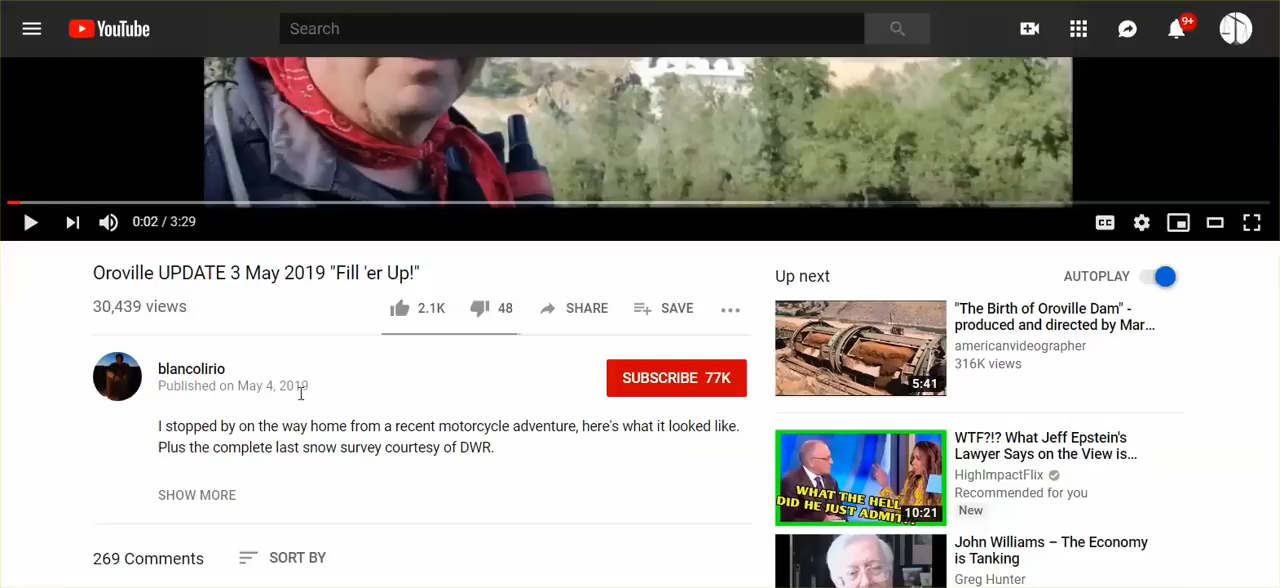 YouTube
Search
9+
0:02 / 3:29
CC
Oroville UPDATE 3 May 2019 "Fill 'er Up!"
30,439 views
2.1K
48
SHARE
SAVE
blancolirio
Published on May 4, 2019
SUBSCRIBE 77K
I stopped by on the way home from a recent motorcycle adventure, here's what it looked like.
Plus the complete last snow survey courtesy of DWR.
SHOW MORE
269 Comments
SORT BY
Up next
AUTOPLAY
5:41
"The Birth of Oroville Dam" -
produced and directed by Mar...
americanvideographer
316K views
WHAT THE HELL
DID HE JUST ADMIT
10:21
WTF?!? What Jeff Epstein's
Lawyer Says on the View is...
HighImpactFlix
Recommended for you
New
John Williams – The Economy
is Tanking
Greg Hunter